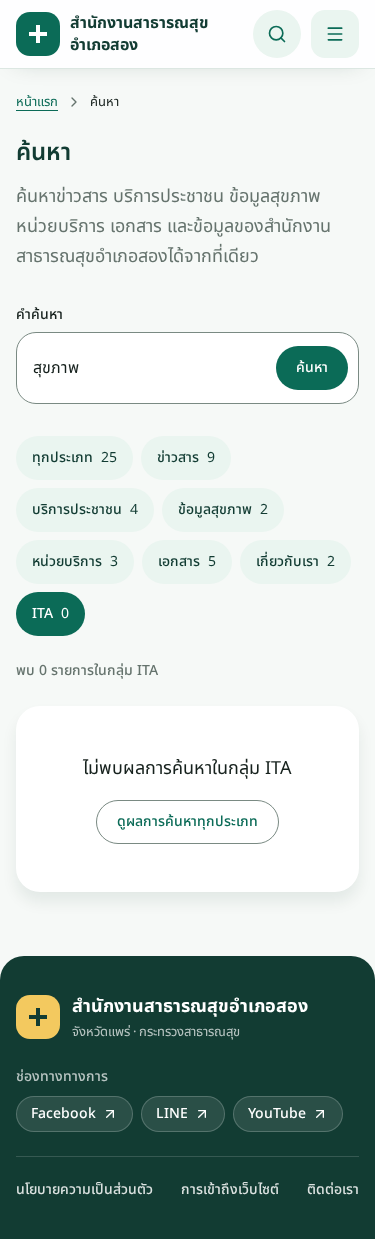 สำนักงานสาธารณสุข
อำเภอสอง
หน้าแรก > ค้นหา
ค้นหา
ค้นหาข่าวสาร บริการประชาชน ข้อมูลสุขภาพ
หน่วยบริการ เอกสาร และข้อมูลของสำนักงาน
สาธารณสุขอำเภอสองได้จากที่เดียว
คำค้นหา
สุขภาพ ค้นหา
ทุกประเภท 25 ข่าวสาร 9
บริการประชาชน 4 ข้อมูลสุขภาพ 2
หน่วยบริการ 3 เอกสาร 5 เกี่ยวกับเรา 2
ITA 0
พบ 0 รายการในกลุ่ม ITA
ไม่พบผลการค้นหาในกลุ่ม ITA
ดูผลการค้นหาทุกประเภท
สำนักงานสาธารณสุขอำเภอสอง
จังหวัดแพร่ · กระทรวงสาธารณสุข
ช่องทางทางการ
Facebook LINE YouTube
นโยบายความเป็นส่วนตัว การเข้าถึงเว็บไซต์ ติดต่อเรา